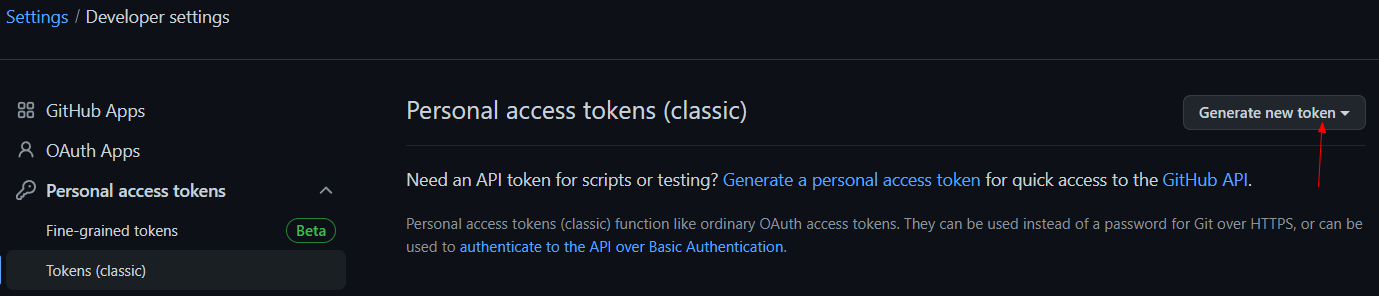 Settings / Developer settings
GitHub Apps
OAuth Apps
Personal access tokens
Fine-grained tokens Beta
Tokens (classic)
Personal access tokens (classic)
Generate new token
Need an API token for scripts or testing? Generate a personal access token for quick access to the GitHub API.
Personal access tokens (classic) function like ordinary OAuth access tokens. They can be used instead of a password for Git over HTTPS, or can be
used to authenticate to the API over Basic Authentication.